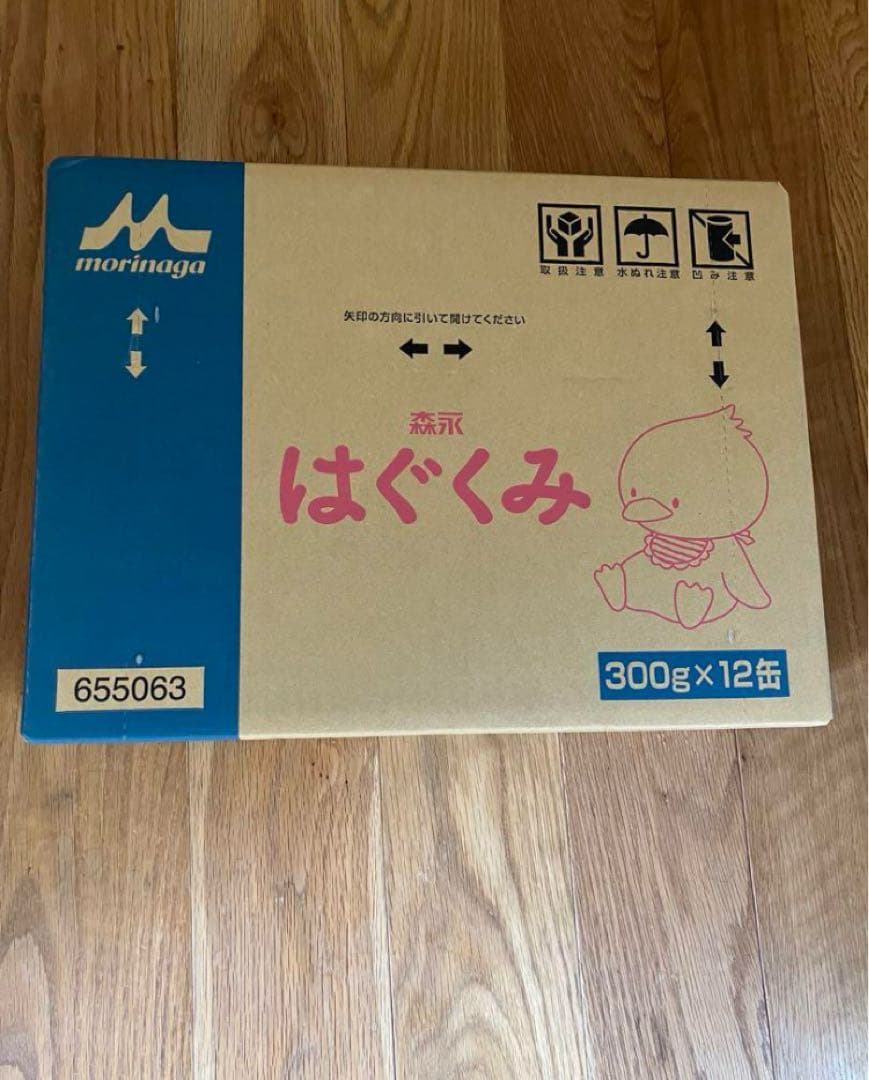 morinaga
取扱注意 水ぬれ注意 凹み注意
矢印の方向に引いて開けてください
森永
はぐくみ
655063
300g×12缶